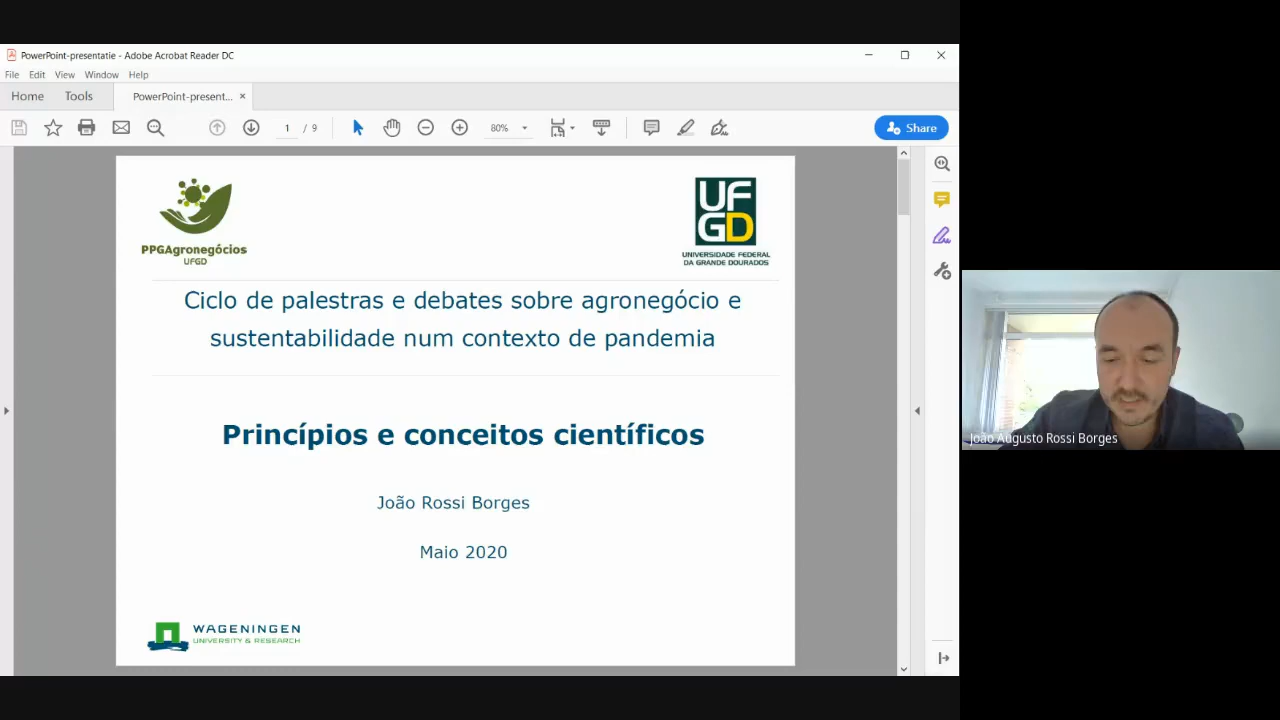 PowerPoint-presentatie - Adobe Acrobat Reader DC
File Edit View Window Help
Home Tools PowerPoint-present... ×
1 / 9 80% Share
PPGAgronegócios
UFGD
UF
GD
UNIVERSIDADE FEDERAL
DA GRANDE DOURADOS
Ciclo de palestras e debates sobre agronegócio e
sustentabilidade num contexto de pandemia
Princípios e conceitos científicos
João Rossi Borges
Maio 2020
WAGENINGEN
UNIVERSITY & RESEARCH
João Augusto Rossi Borges